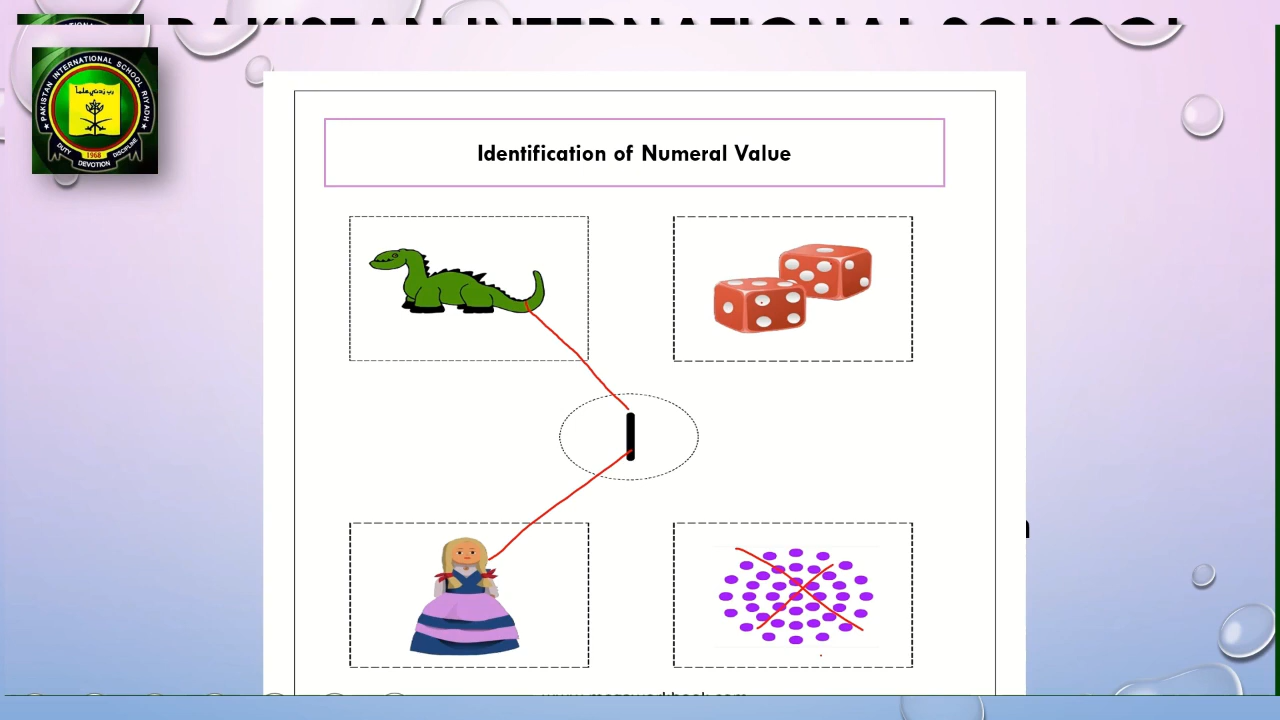 PAKISTAN INTERNATIONAL SCHOOL
PAKISTAN INTERNATIONAL SCHOOL RIYADH
1968
DUTY DEVOTION DISCIPLINE
Identification of Numeral Value
1